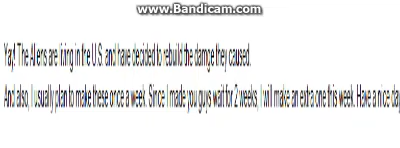 www.Bandicam.com
Yay! The Aliens are living in the U.S. and have decided to rebuild the damge they caused.
And also, I usually plan to make these once a week. Since I made you guys wait for 2 weeks, I will make an extra one this week. Have a nice day